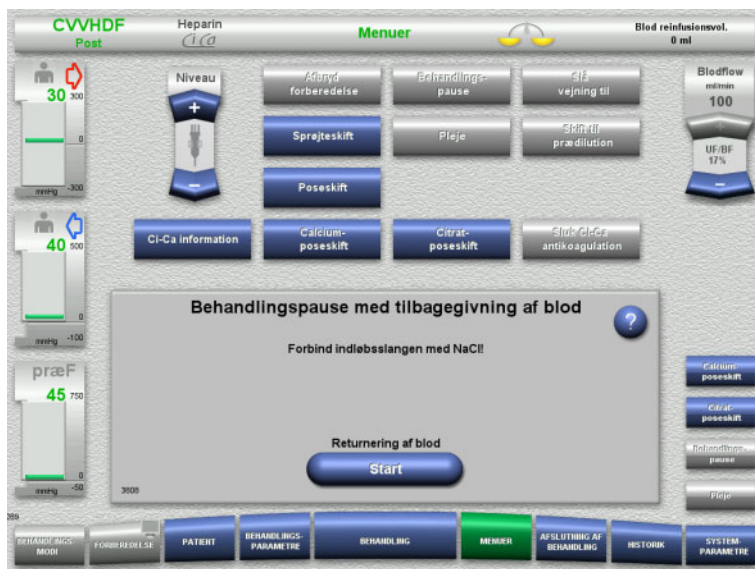 CVVHDF
Post
Heparin
CiCa
Menuer
Blod reinfusionsvol.
0 ml
30 300
0
mmHg -300
40 500
0
mmHg -100
præF
45 750
0
mmHg -50
Niveau
+
−
Afbryd
forberedelse
Behandlings-
pause
Slå
vejning til
Sprøjteskift
Pleje
Skift til
prædilution
Poseskift
Ci-Ca information
Calcium-
poseskift
Citrat-
poseskift
Sluk Ci-Ca
antikoagulation
Blodflow
ml/min
100
+
UF/BF
17%
−
Behandlingspause med tilbagegivning af blod
?
Forbind indløbsslangen med NaCl!
Returnering af blod
Start
3808
Calcium-
poseskift
Citrat-
poseskift
Behandlings-
pause
Pleje
BEHANDLINGS-
MODI
FORBEREDELSE
PATIENT
BEHANDLINGS-
PARAMETRE
BEHANDLING
MENUER
AFSLUTNING AF
BEHANDLING
HISTORIK
SYSTEM-
PARAMETRE